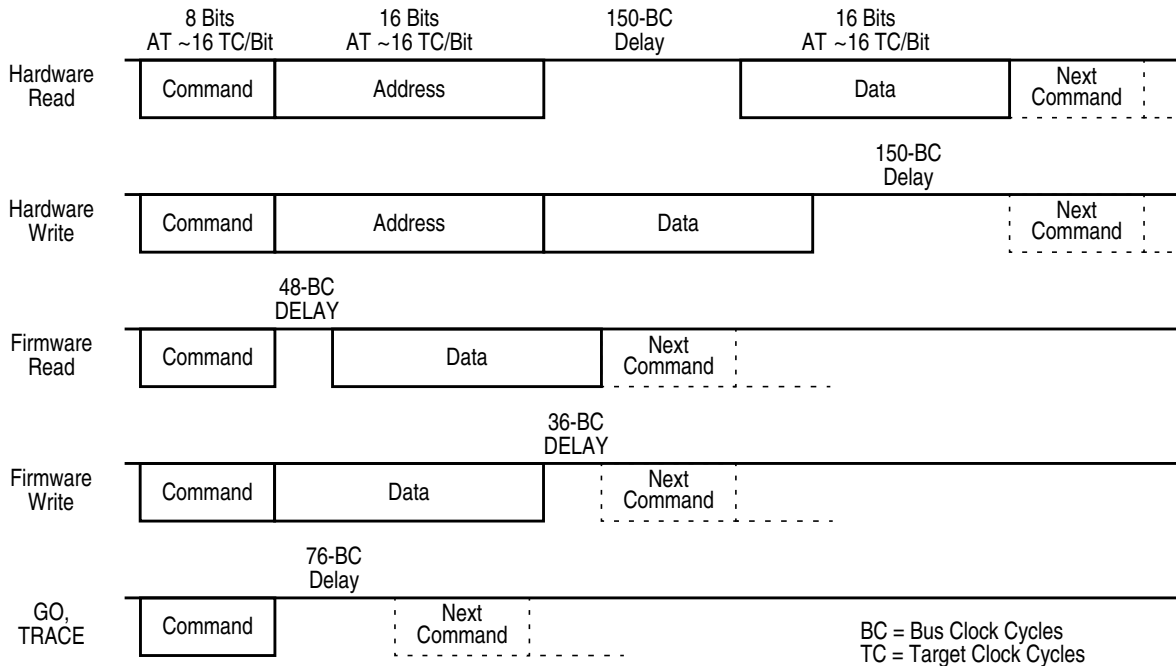 8 Bits
AT ~16 TC/Bit
16 Bits
AT ~16 TC/Bit
150-BC
Delay
16 Bits
AT ~16 TC/Bit
Hardware
Read
Command
Address
Data
Next
Command
150-BC
Delay
Hardware
Write
Command
Address
Data
Next
Command
48-BC
DELAY
Firmware
Read
Command
Data
Next
Command
36-BC
DELAY
Firmware
Write
Command
Data
Next
Command
76-BC
Delay
GO,
TRACE
Command
Next
Command
BC = Bus Clock Cycles
TC = Target Clock Cycles